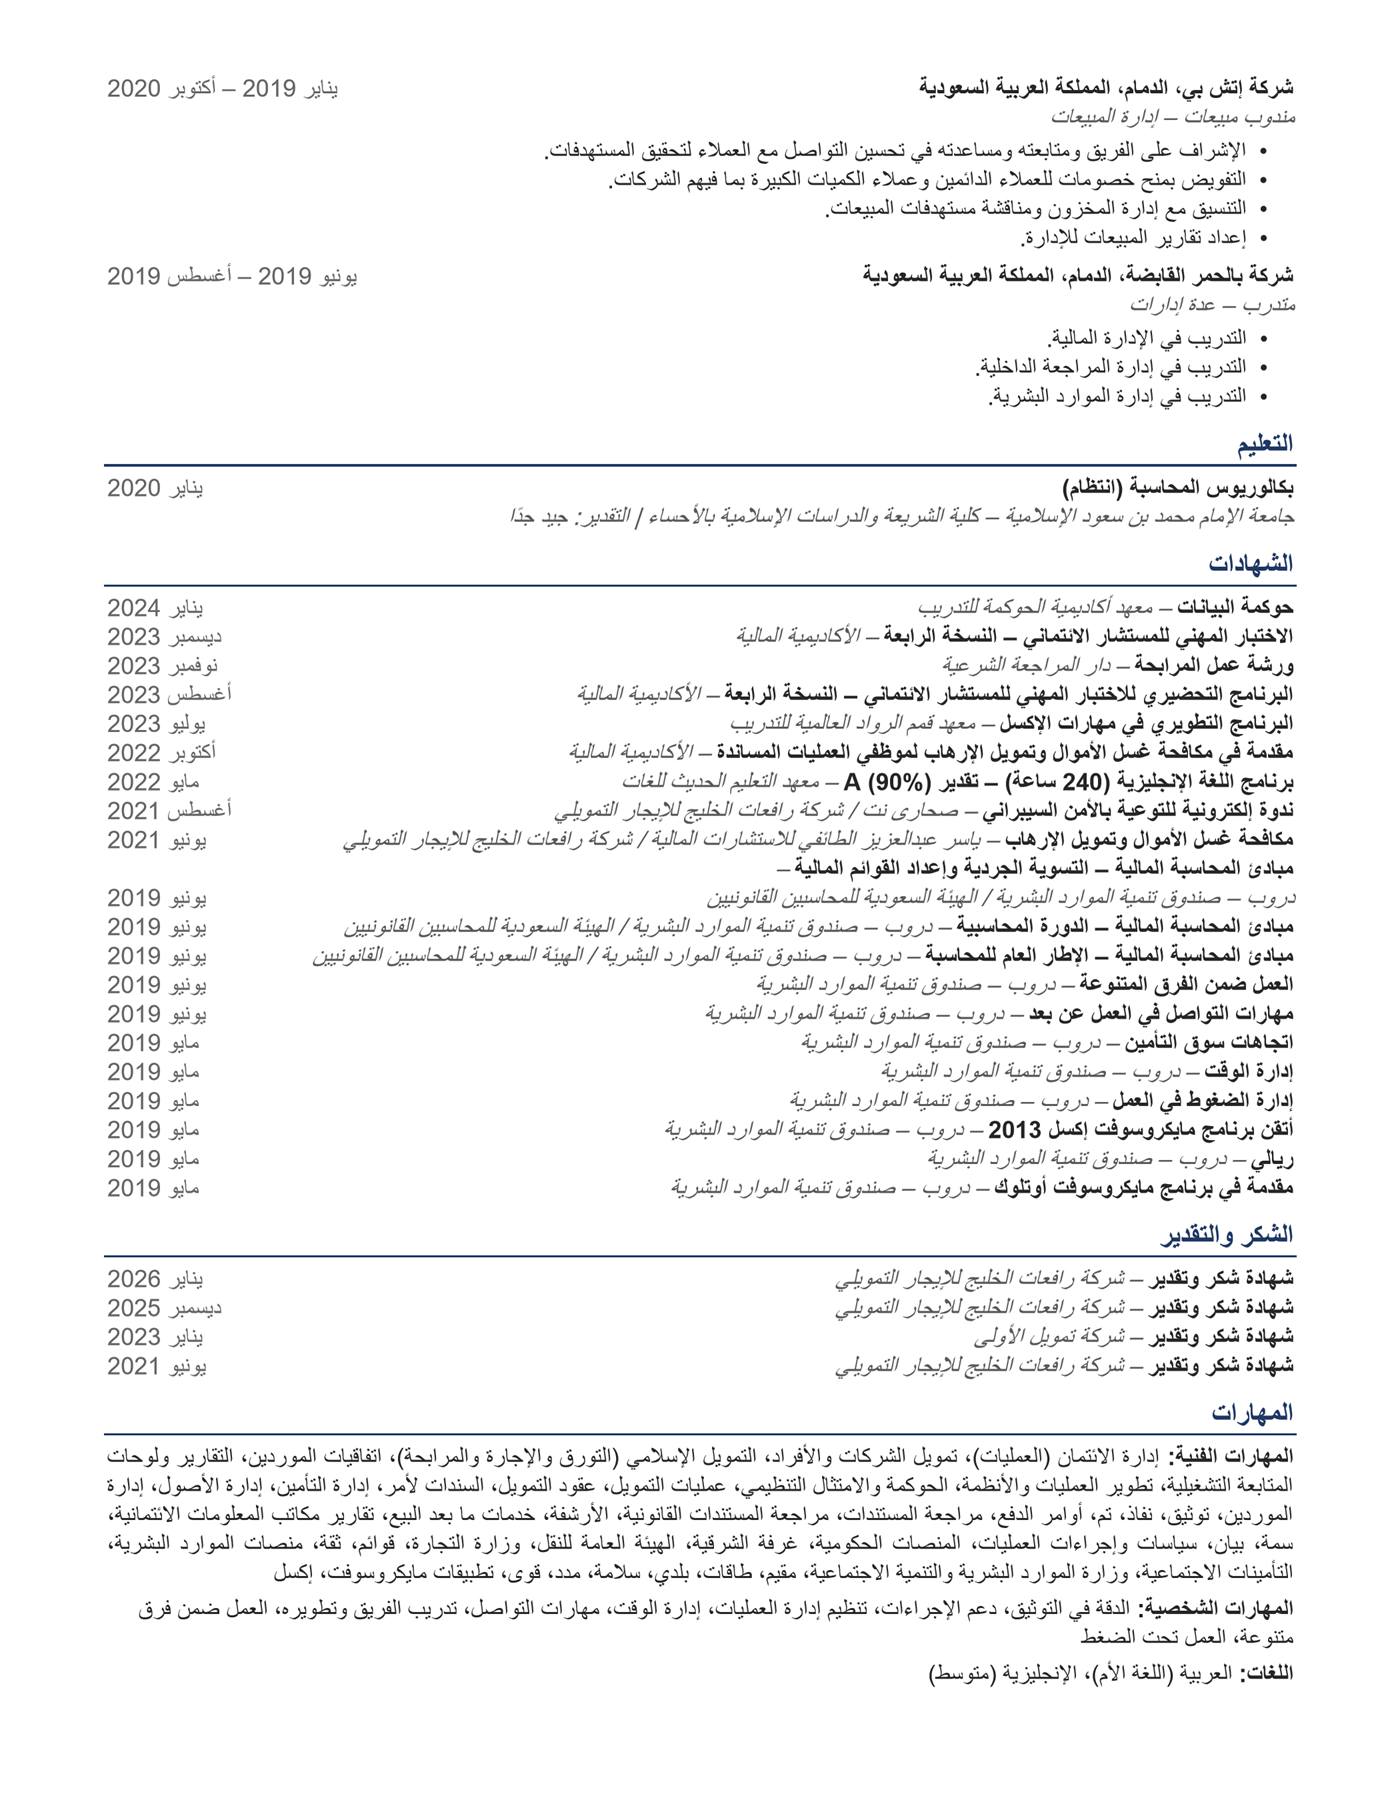 شركة إتش بي، الدمام، المملكة العربية السعودية يناير 2019 – أكتوبر 2020
مندوب مبيعات – إدارة المبيعات
• الإشراف على الفريق ومتابعته ومساعدته في تحسين التواصل مع العملاء لتحقيق المستهدفات.
• التفويض بمنح خصومات للعملاء الدائمين وعملاء الكميات الكبيرة بما فيهم الشركات.
• التنسيق مع إدارة المخزون ومناقشة مستهدفات المبيعات.
• إعداد تقارير المبيعات للإدارة.
شركة بالحمر القابضة، الدمام، المملكة العربية السعودية يونيو 2019 – أغسطس 2019
متدرب – عدة إدارات
• التدريب في الإدارة المالية.
• التدريب في إدارة المراجعة الداخلية.
• التدريب في إدارة الموارد البشرية.
التعليم
بكالوريوس المحاسبة (انتظام) يناير 2020
جامعة الإمام محمد بن سعود الإسلامية – كلية الشريعة والدراسات الإسلامية بالأحساء | التقدير: جيد جدًا
الشهادات
حوكمة البيانات – معهد أكاديمية الحوكمة للتدريب يناير 2024
الاختبار المهني للمستشار الائتماني – النسخة الرابعة – الأكاديمية المالية ديسمبر 2023
ورشة عمل المرابحة – دار المراجعة الشرعية نوفمبر 2023
البرنامج التحضيري للاختبار المهني للمستشار الائتماني – النسخة الرابعة – الأكاديمية المالية أغسطس 2023
البرنامج التطويري في مهارات الإكسل – معهد قمم الرواد العالمية للتدريب يوليو 2023
مقدمة في مكافحة غسل الأموال وتمويل الإرهاب لموظفي العمليات المساندة – الأكاديمية المالية أكتوبر 2022
برنامج اللغة الإنجليزية (240 ساعة) – تقدير A (90%) – معهد التعليم الحديث للغات مايو 2022
ندوة إلكترونية للتوعية بالأمن السيبراني – صحارى نت / شركة رافعات الخليج للإيجار التمويلي أغسطس 2021
مكافحة غسل الأموال وتمويل الإرهاب – ياسر عبدالعزيز الطائفي للاستشارات المالية / شركة رافعات الخليج للإيجار التمويلي يونيو 2021
مبادئ المحاسبة المالية – التسوية الجردية وإعداد القوائم المالية –
دروب – صندوق تنمية الموارد البشرية / الهيئة السعودية للمحاسبين القانونيين يونيو 2019
مبادئ المحاسبة المالية – الدورة المحاسبية – دروب – صندوق تنمية الموارد البشرية / الهيئة السعودية للمحاسبين القانونيين يونيو 2019
مبادئ المحاسبة المالية – الإطار العام للمحاسبة – دروب – صندوق تنمية الموارد البشرية / الهيئة السعودية للمحاسبين القانونيين يونيو 2019
العمل ضمن الفرق المتنوعة – دروب – صندوق تنمية الموارد البشرية يونيو 2019
مهارات التواصل في العمل عن بعد – دروب – صندوق تنمية الموارد البشرية يونيو 2019
اتجاهات سوق التأمين – دروب – صندوق تنمية الموارد البشرية مايو 2019
إدارة الوقت – دروب – صندوق تنمية الموارد البشرية مايو 2019
إدارة الضغوط في العمل – دروب – صندوق تنمية الموارد البشرية مايو 2019
أتقن برنامج مايكروسوفت إكسل 2013 – دروب – صندوق تنمية الموارد البشرية مايو 2019
ريالي – دروب – صندوق تنمية الموارد البشرية مايو 2019
مقدمة في برنامج مايكروسوفت أوتلوك – دروب – صندوق تنمية الموارد البشرية مايو 2019
الشكر والتقدير
شهادة شكر وتقدير – شركة رافعات الخليج للإيجار التمويلي يناير 2026
شهادة شكر وتقدير – شركة رافعات الخليج للإيجار التمويلي ديسمبر 2025
شهادة شكر وتقدير – شركة تمويل الأولى يناير 2023
شهادة شكر وتقدير – شركة رافعات الخليج للإيجار التمويلي يونيو 2021
المهارات
المهارات الفنية: إدارة الائتمان (العمليات)، تمويل الشركات والأفراد، التمويل الإسلامي (التورق والإجارة والمرابحة)، اتفاقيات الموردين، التقارير ولوحات
المتابعة التشغيلية، تطوير العمليات والأنظمة، الحوكمة والامتثال التنظيمي، عمليات التمويل، عقود التمويل، السندات لأمر، إدارة التأمين، إدارة الأصول، إدارة
الموردين، توثيق، نفاذ، تم، أوامر الدفع، مراجعة المستندات، مراجعة المستندات القانونية، الأرشفة، خدمات ما بعد البيع، تقارير مكاتب المعلومات الائتمانية،
سمة، بيان، سياسات وإجراءات العمليات، المنصات الحكومية، غرفة الشرقية، الهيئة العامة للنقل، وزارة التجارة، قوائم، ثقة، منصات الموارد البشرية،
التأمينات الاجتماعية، وزارة الموارد البشرية والتنمية الاجتماعية، مقيم، طاقات، بلدي، سلامة، مدد، قوى، تطبيقات مايكروسوفت، إكسل
المهارات الشخصية: الدقة في التوثيق، دعم الإجراءات، تنظيم إدارة العمليات، إدارة الوقت، مهارات التواصل، تدريب الفريق وتطويره، العمل ضمن فرق
متنوعة، العمل تحت الضغط
اللغات: العربية (اللغة الأم)، الإنجليزية (متوسط)